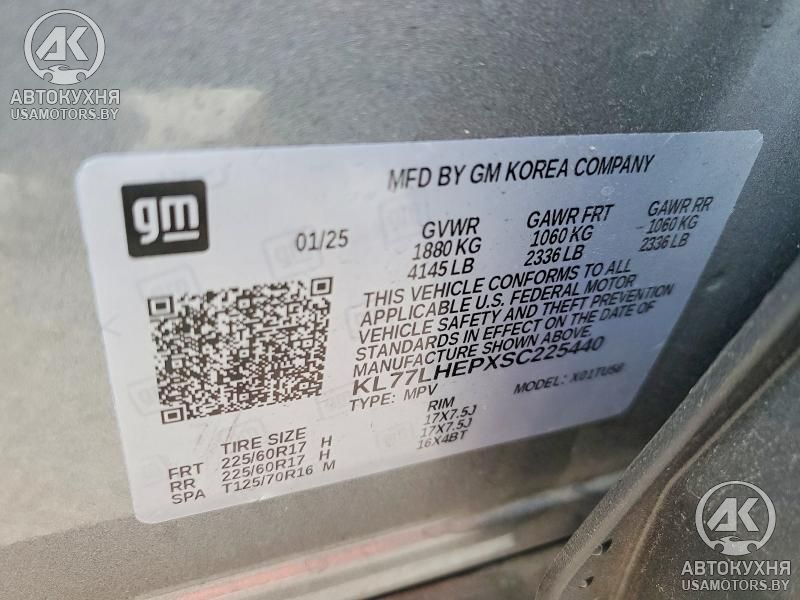 AK
АВТОКУХНЯ
USAMOTORS.BY
gm
MFD BY GM KOREA COMPANY
01/25
GVWR GAWR FRT GAWR RR
1880 KG 1060 KG 1060 KG
4145 LB 2336 LB 2336 LB
THIS VEHICLE CONFORMS TO ALL
APPLICABLE U.S. FEDERAL MOTOR
VEHICLE SAFETY AND THEFT PREVENTION
STANDARDS IN EFFECT ON THE DATE OF
MANUFACTURE SHOWN ABOVE.
KL77LHEPXSC225440
TYPE: MPV MODEL: X01TU58
TIRE SIZE RIM
FRT 225/60R17 H 17X7.5J
RR 225/60R17 H 17X7.5J
SPA T125/70R16 M 16X4BT
AK
АВТОКУХНЯ
USAMOTORS.BY